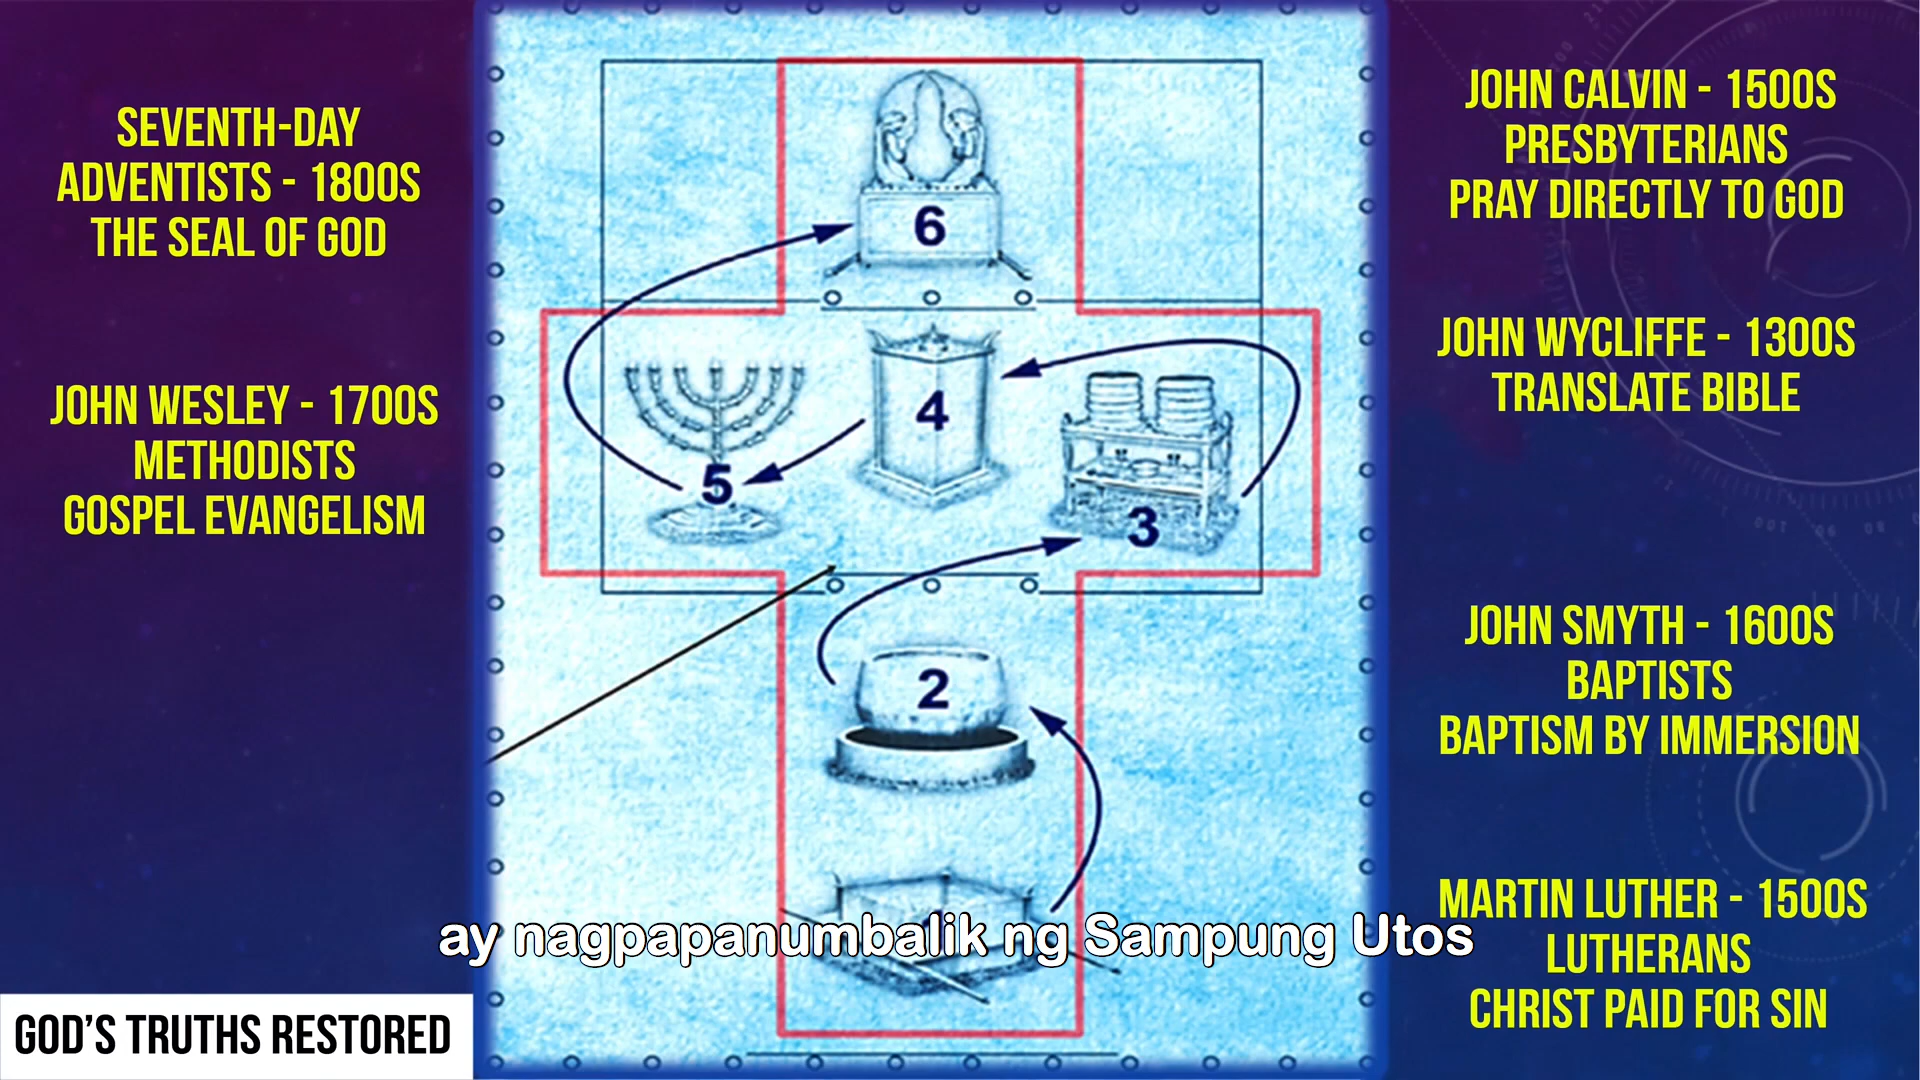 SEVENTH-DAY
ADVENTISTS - 1800S
THE SEAL OF GOD
JOHN WESLEY - 1700S
METHODISTS
GOSPEL EVANGELISM
6
4
5
3
2
JOHN CALVIN - 1500S
PRESBYTERIANS
PRAY DIRECTLY TO GOD
JOHN WYCLIFFE - 1300S
TRANSLATE BIBLE
JOHN SMYTH - 1600S
BAPTISTS
BAPTISM BY IMMERSION
MARTIN LUTHER - 1500S
LUTHERANS
CHRIST PAID FOR SIN
ay nagpapanumbalik ng Sampung Utos
GOD'S TRUTHS RESTORED